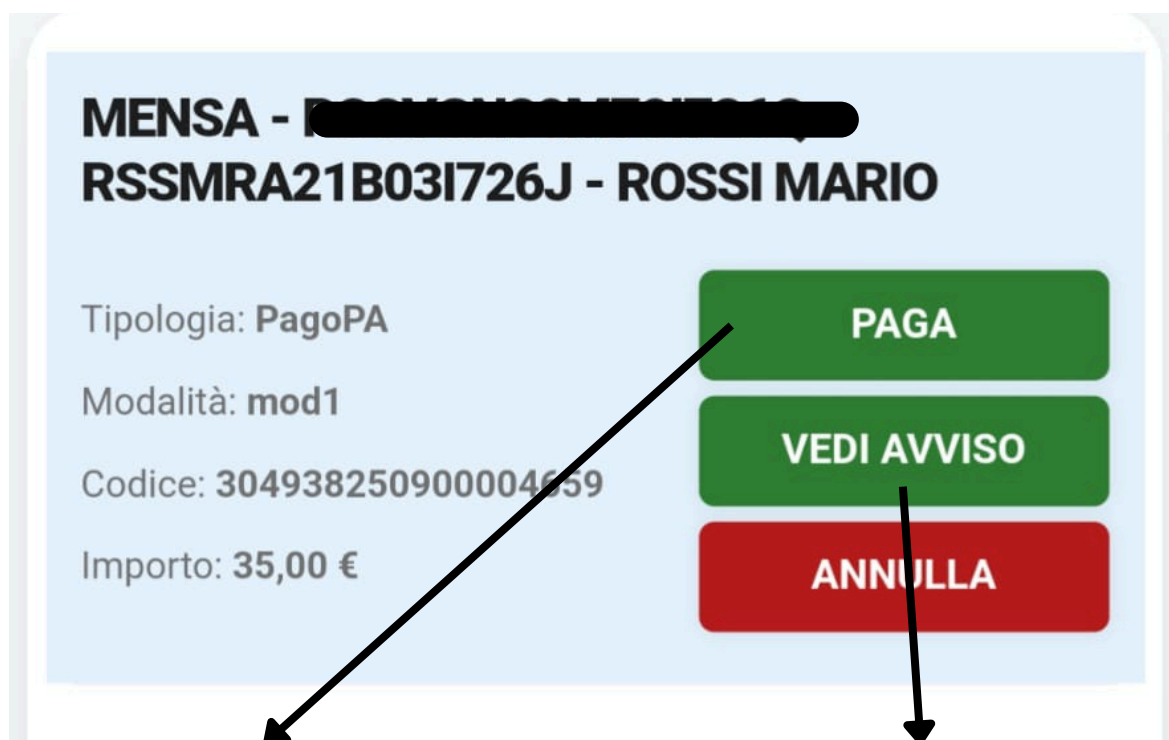 MENSA -
RSSMRA21B03I726J - ROSSI MARIO
Tipologia: PagoPA
PAGA
Modalità: mod1
VEDI AVVISO
Codice: 304938250900004659
Importo: 35,00 €
ANNULLA